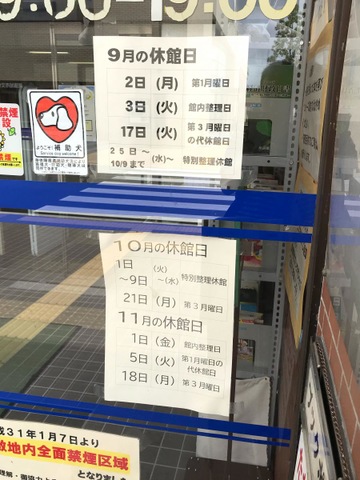 9:00-19:00
9月の休館日
2日(月) 第1月曜日
3日(火) 館内整理日
17日(火) 第3月曜日
の代休館日
25日～
10/9まで (水)～ 特別整理休館
ようこそ!補助犬
Service dog welcome!
10月の休館日
1日 (火)
～9日 ～(水) 特別整理休館
21日(月) 第3月曜日
11月の休館日
1日(金) 館内整理日
5日(火) 第1月曜日の
代休館日
18日(月) 第3月曜日
成31年1月7日より
敷地内全面禁煙区域
となりました